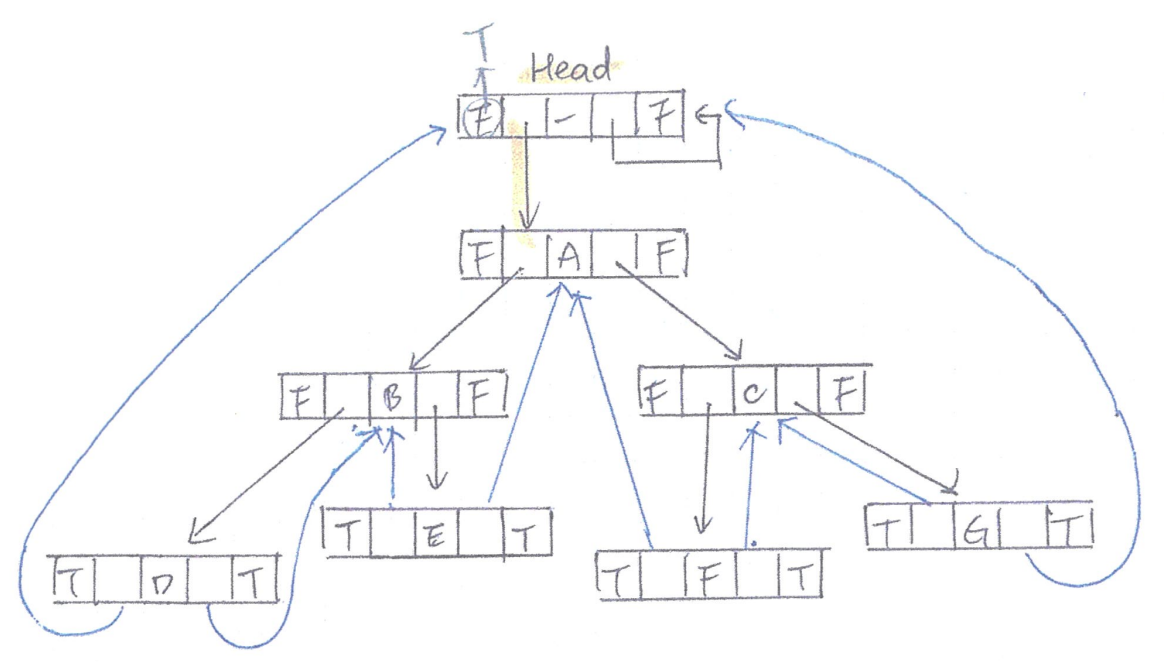 T
Head
F - F
F A F
F B F
F C F
T E T
T G T
T D T
T F T